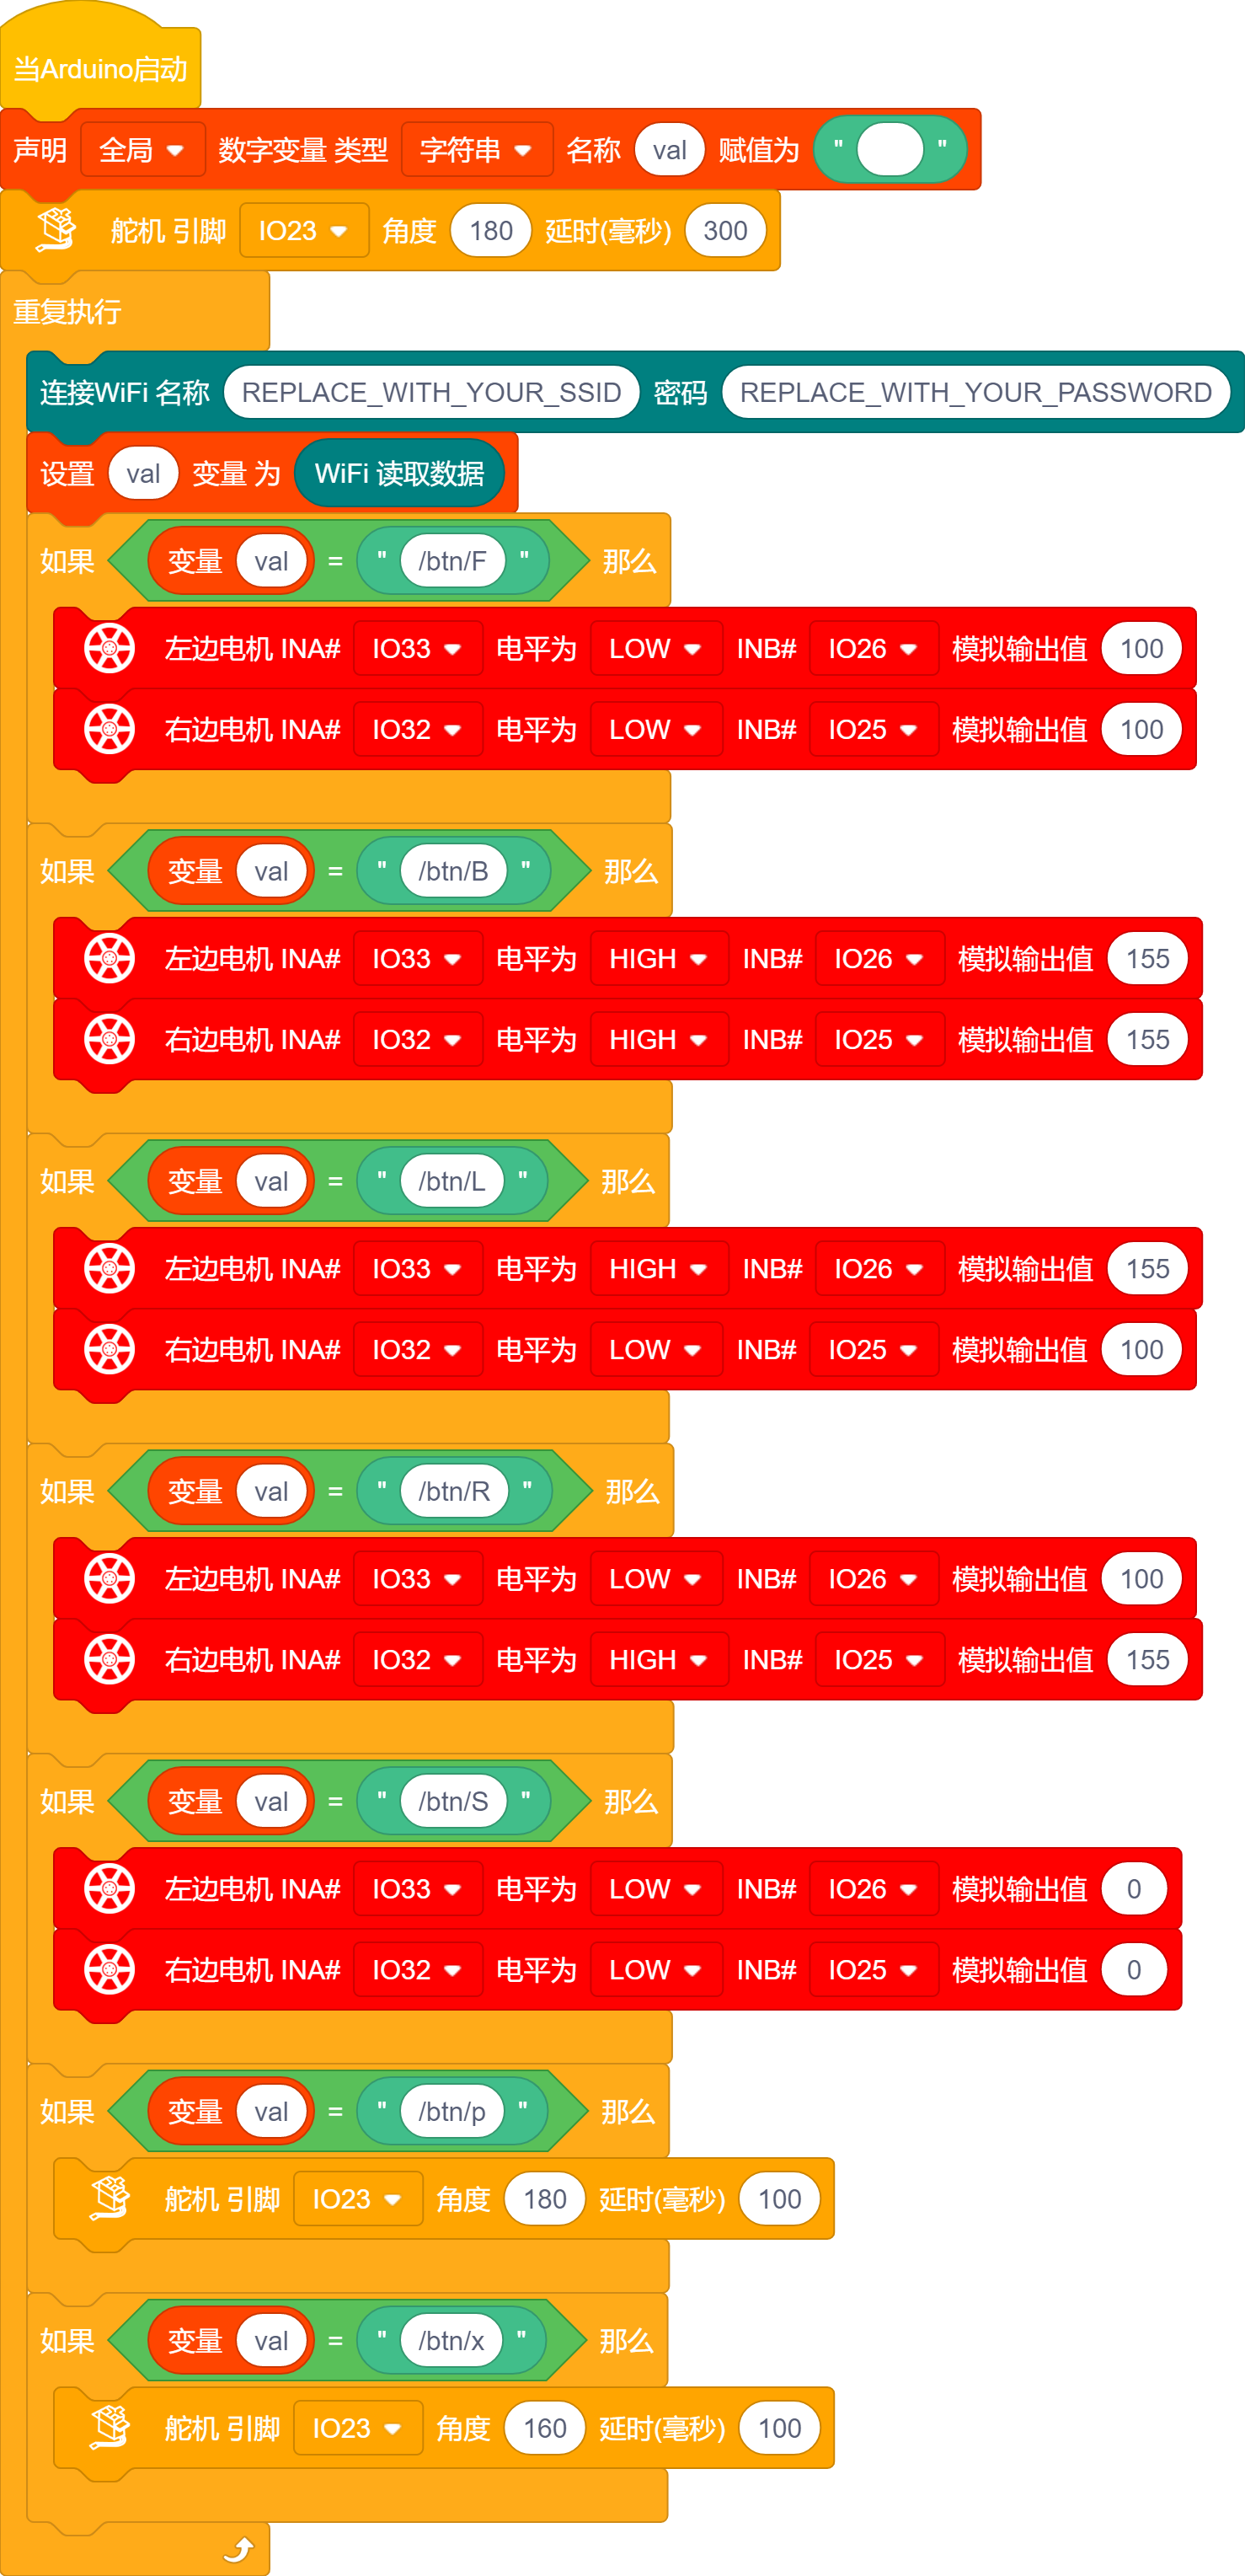 当Arduino启动
声明 全局 数字变量 类型 字符串 名称 val 赋值为 " "
舵机 引脚 IO23 角度 180 延时(毫秒) 300
重复执行
连接WiFi 名称 REPLACE_WITH_YOUR_SSID 密码 REPLACE_WITH_YOUR_PASSWORD
设置 val 变量 为 WiFi 读取数据
如果 变量 val = " /btn/F " 那么
左边电机 INA# IO33 电平为 LOW INB# IO26 模拟输出值 100
右边电机 INA# IO32 电平为 LOW INB# IO25 模拟输出值 100
如果 变量 val = " /btn/B " 那么
左边电机 INA# IO33 电平为 HIGH INB# IO26 模拟输出值 155
右边电机 INA# IO32 电平为 HIGH INB# IO25 模拟输出值 155
如果 变量 val = " /btn/L " 那么
左边电机 INA# IO33 电平为 HIGH INB# IO26 模拟输出值 155
右边电机 INA# IO32 电平为 LOW INB# IO25 模拟输出值 100
如果 变量 val = " /btn/R " 那么
左边电机 INA# IO33 电平为 LOW INB# IO26 模拟输出值 100
右边电机 INA# IO32 电平为 HIGH INB# IO25 模拟输出值 155
如果 变量 val = " /btn/S " 那么
左边电机 INA# IO33 电平为 LOW INB# IO26 模拟输出值 0
右边电机 INA# IO32 电平为 LOW INB# IO25 模拟输出值 0
如果 变量 val = " /btn/p " 那么
舵机 引脚 IO23 角度 180 延时(毫秒) 100
如果 变量 val = " /btn/x " 那么
舵机 引脚 IO23 角度 160 延时(毫秒) 100